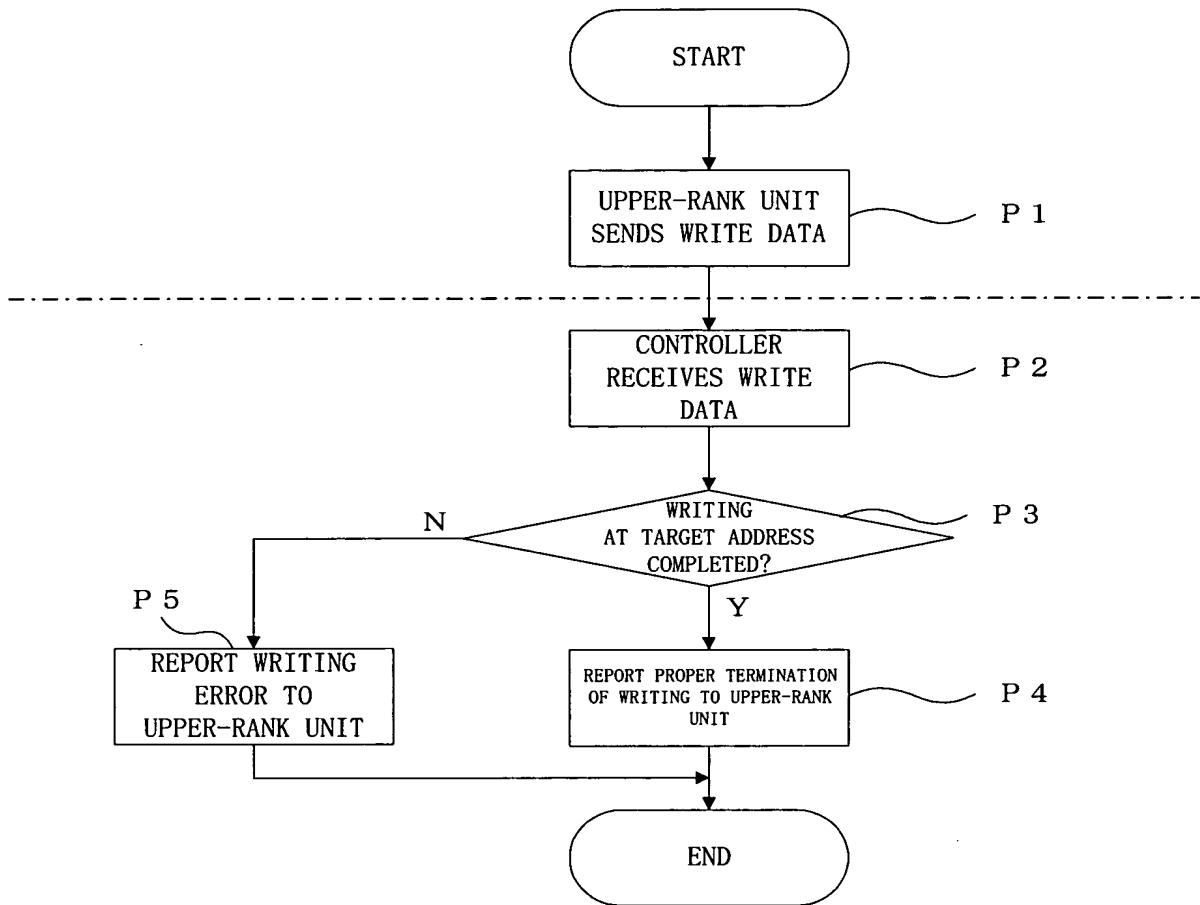 START
UPPER-RANK UNIT
SENDS WRITE DATA
P 1
CONTROLLER
RECEIVES WRITE
DATA
P 2
WRITING
AT TARGET ADDRESS
COMPLETED?
P 3
N
Y
P 5
REPORT WRITING
ERROR TO
UPPER-RANK UNIT
REPORT PROPER TERMINATION
OF WRITING TO UPPER-RANK
UNIT
P 4
END